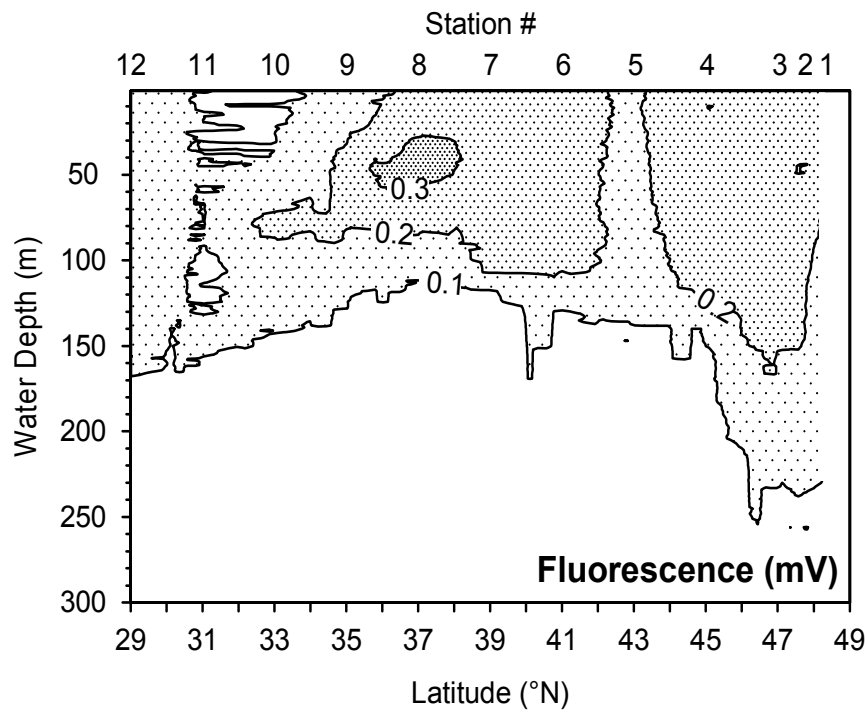 Station #
12 11 10 9 8 7 6 5 4 3 2 1
50
0.3
0.2
100
0.1
0.2
150
200
250
Fluorescence (mV)
300
Water Depth (m)
29 31 33 35 37 39 41 43 45 47 49
Latitude (°N)